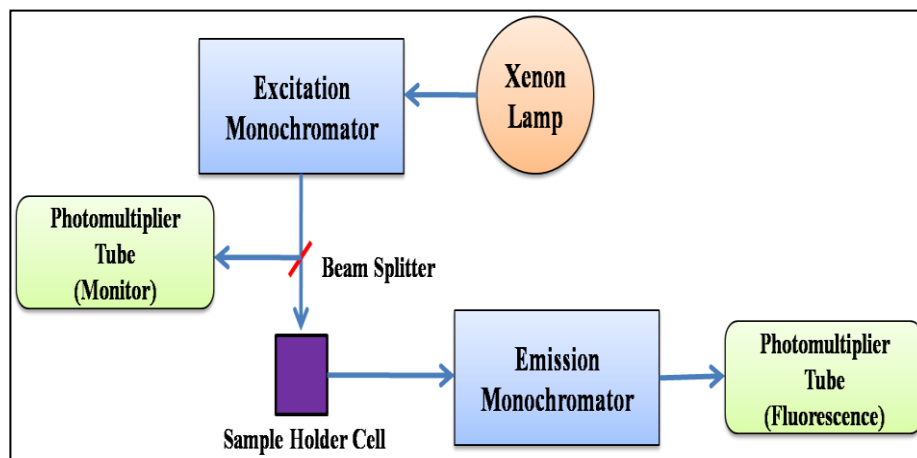 Excitation
Monochromator
Xenon
Lamp
Photomultiplier
Tube
(Monitor)
Beam Splitter
Sample Holder Cell
Emission
Monochromator
Photomultiplier
Tube
(Fluorescence)